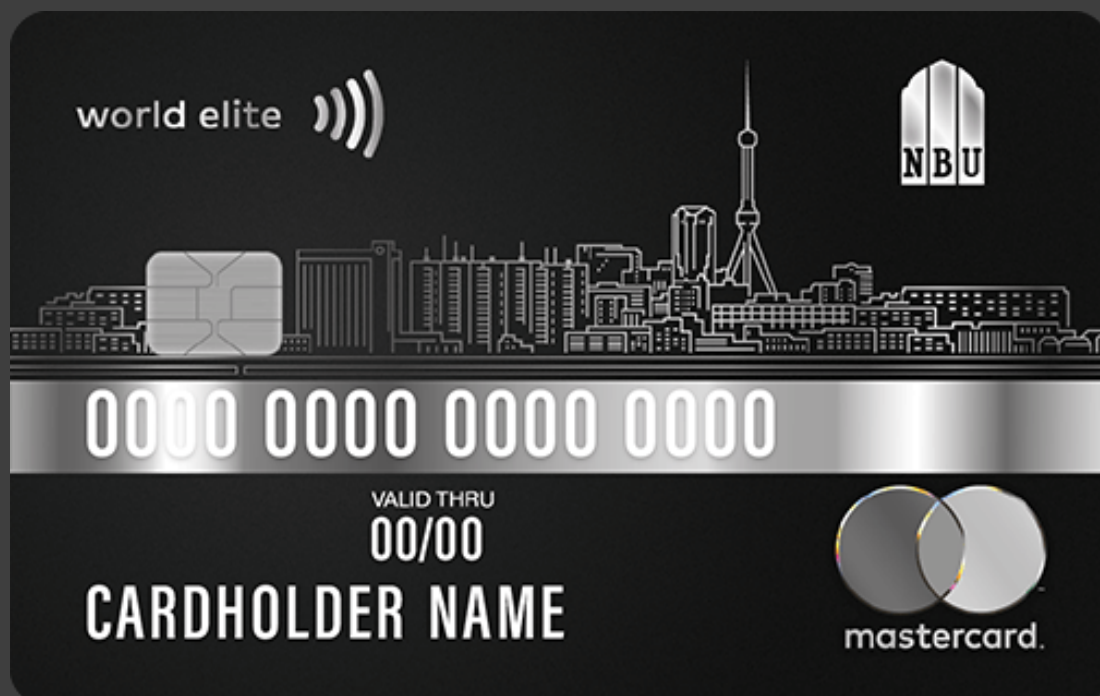 world elite
NBU
0000 0000 0000 0000
VALID THRU
00/00
CARDHOLDER NAME
mastercard.